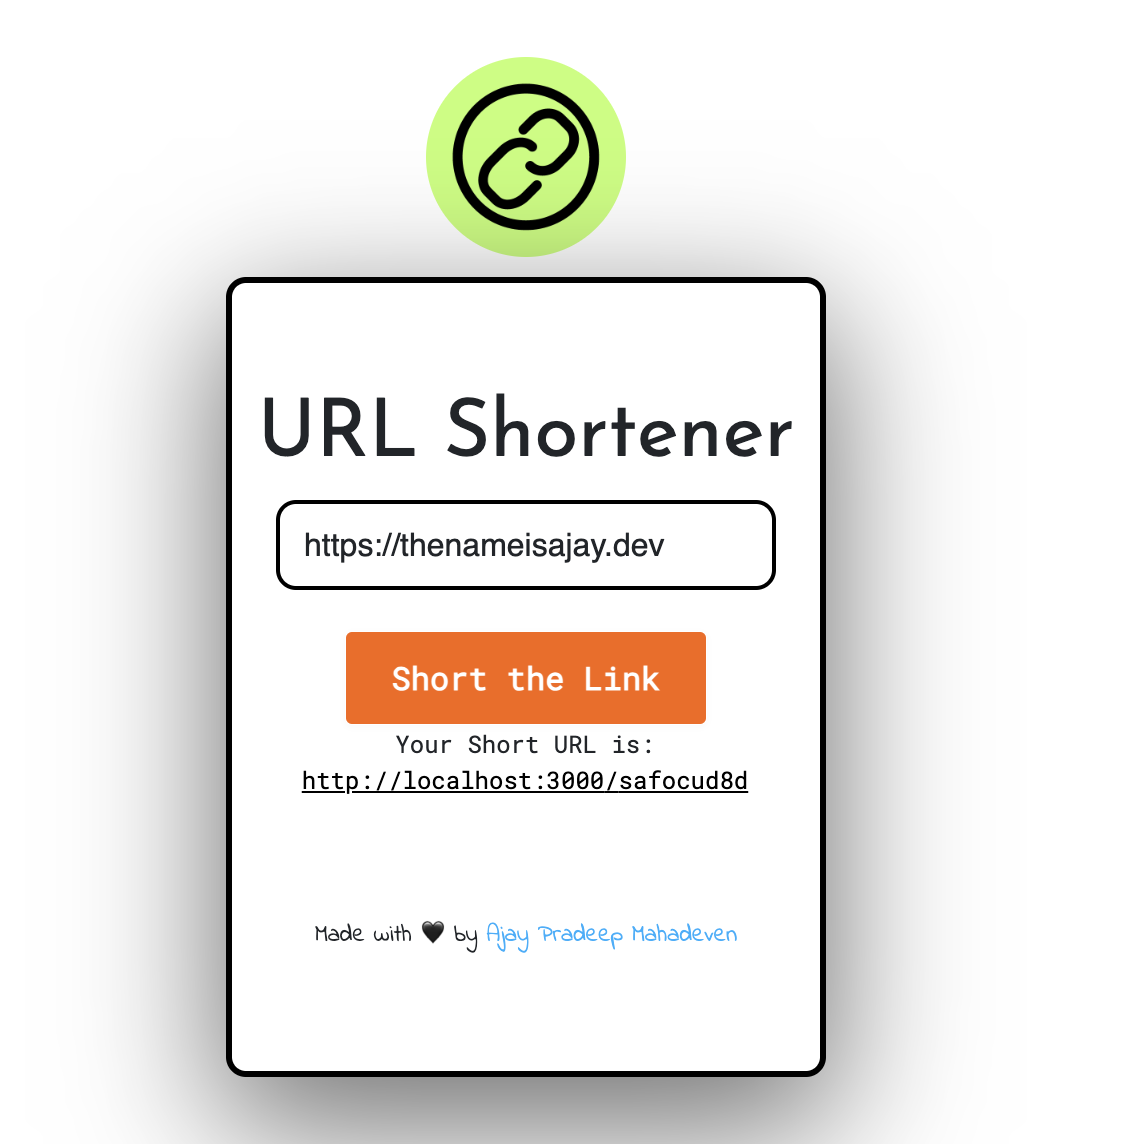 URL Shortener
https://thenameisajay.dev
Short the Link
Your Short URL is:
http://localhost:3000/safocud8d
Made with 🖤 by Ajay Pradeep Mahadeven